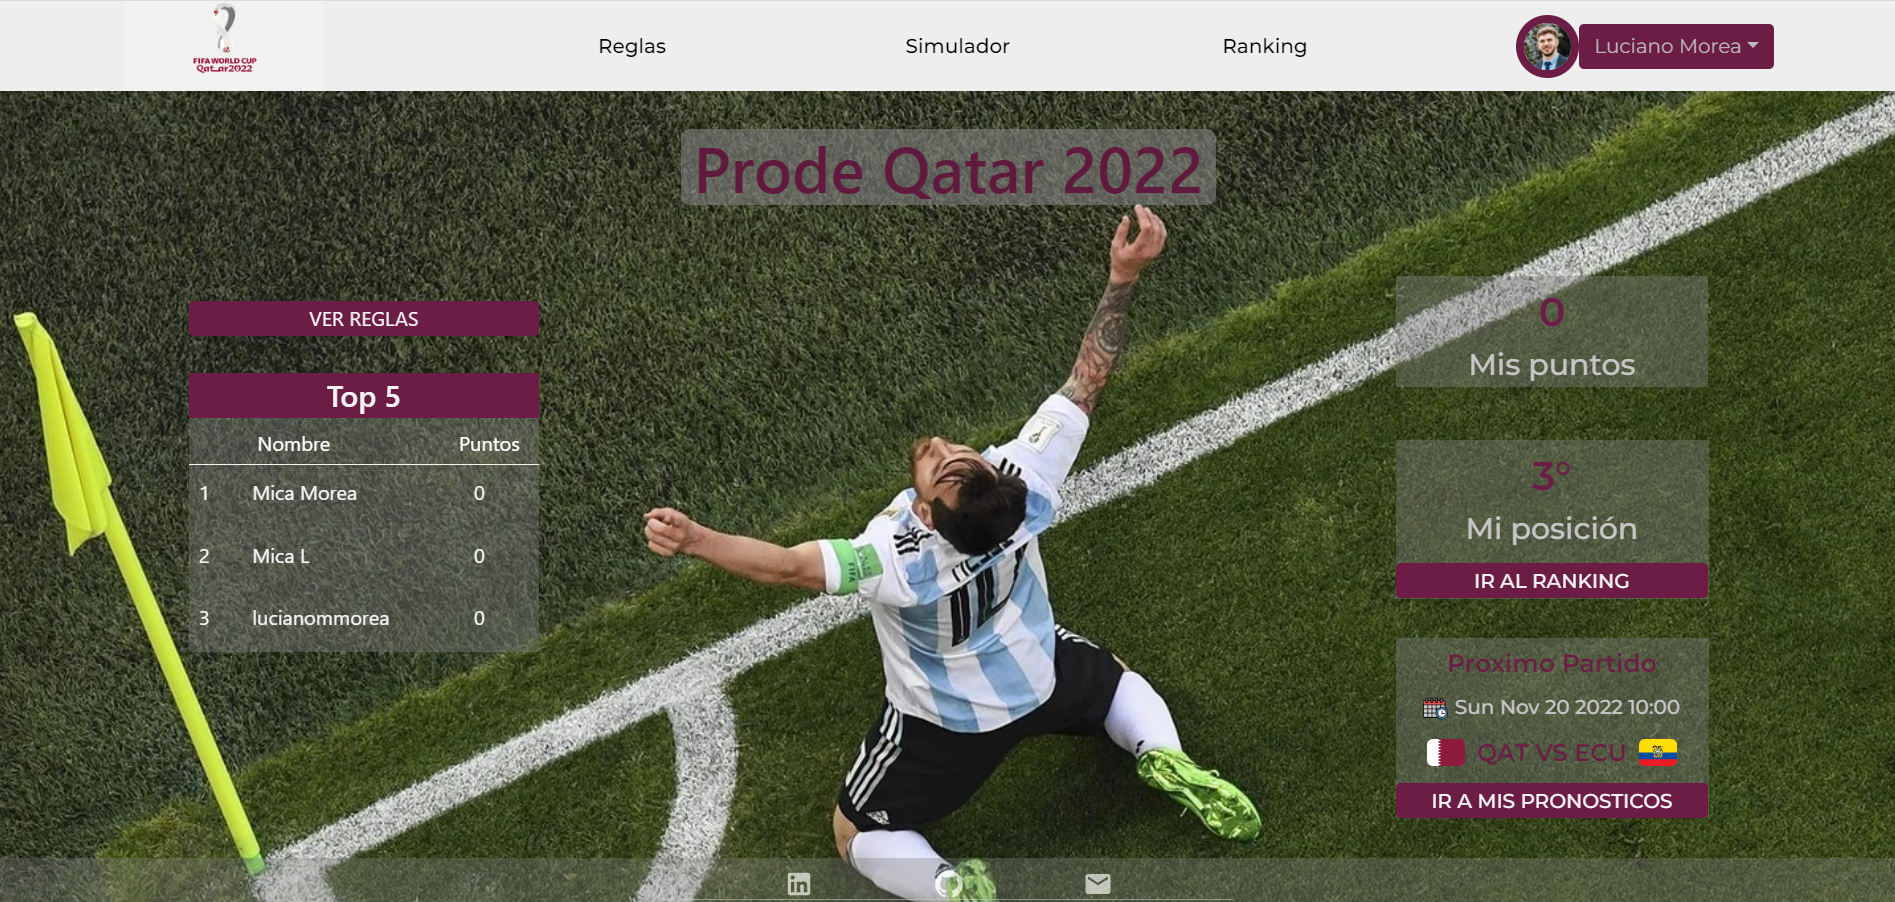 FIFA WORLD CUP
Qatar2022
Reglas
Simulador
Ranking
Luciano Morea
Prode Qatar 2022
VER REGLAS
Top 5
Nombre Puntos
1 Mica Morea 0
2 Mica L 0
3 lucianommorea 0
0
Mis puntos
3°
Mi posición
IR AL RANKING
Proximo Partido
Sun Nov 20 2022 10:00
QAT VS ECU
IR A MIS PRONOSTICOS
FIFA
10